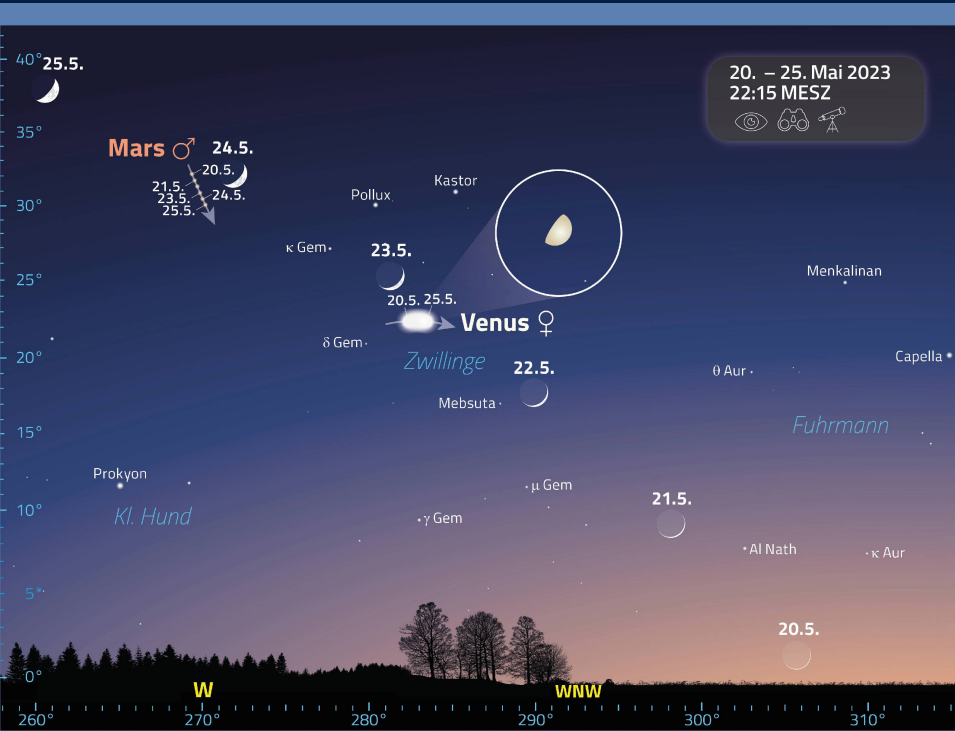 40°
25.5.
20. – 25. Mai 2023
22:15 MESZ
35°
Mars ♂
24.5.
20.5.
21.5.
24.5.
23.5.
25.5.
30°
Pollux
Kastor
κ Gem
23.5.
25°
Menkalinan
20.5.
25.5.
Venus ♀
δ Gem
20°
Zwillinge
22.5.
Capella
θ Aur
Mebsuta
15°
Fuhrmann
Prokyon
μ Gem
21.5.
10°
Kl. Hund
γ Gem
Al Nath
κ Aur
5°
20.5.
0°
W
WNW
260°
270°
280°
290°
300°
310°